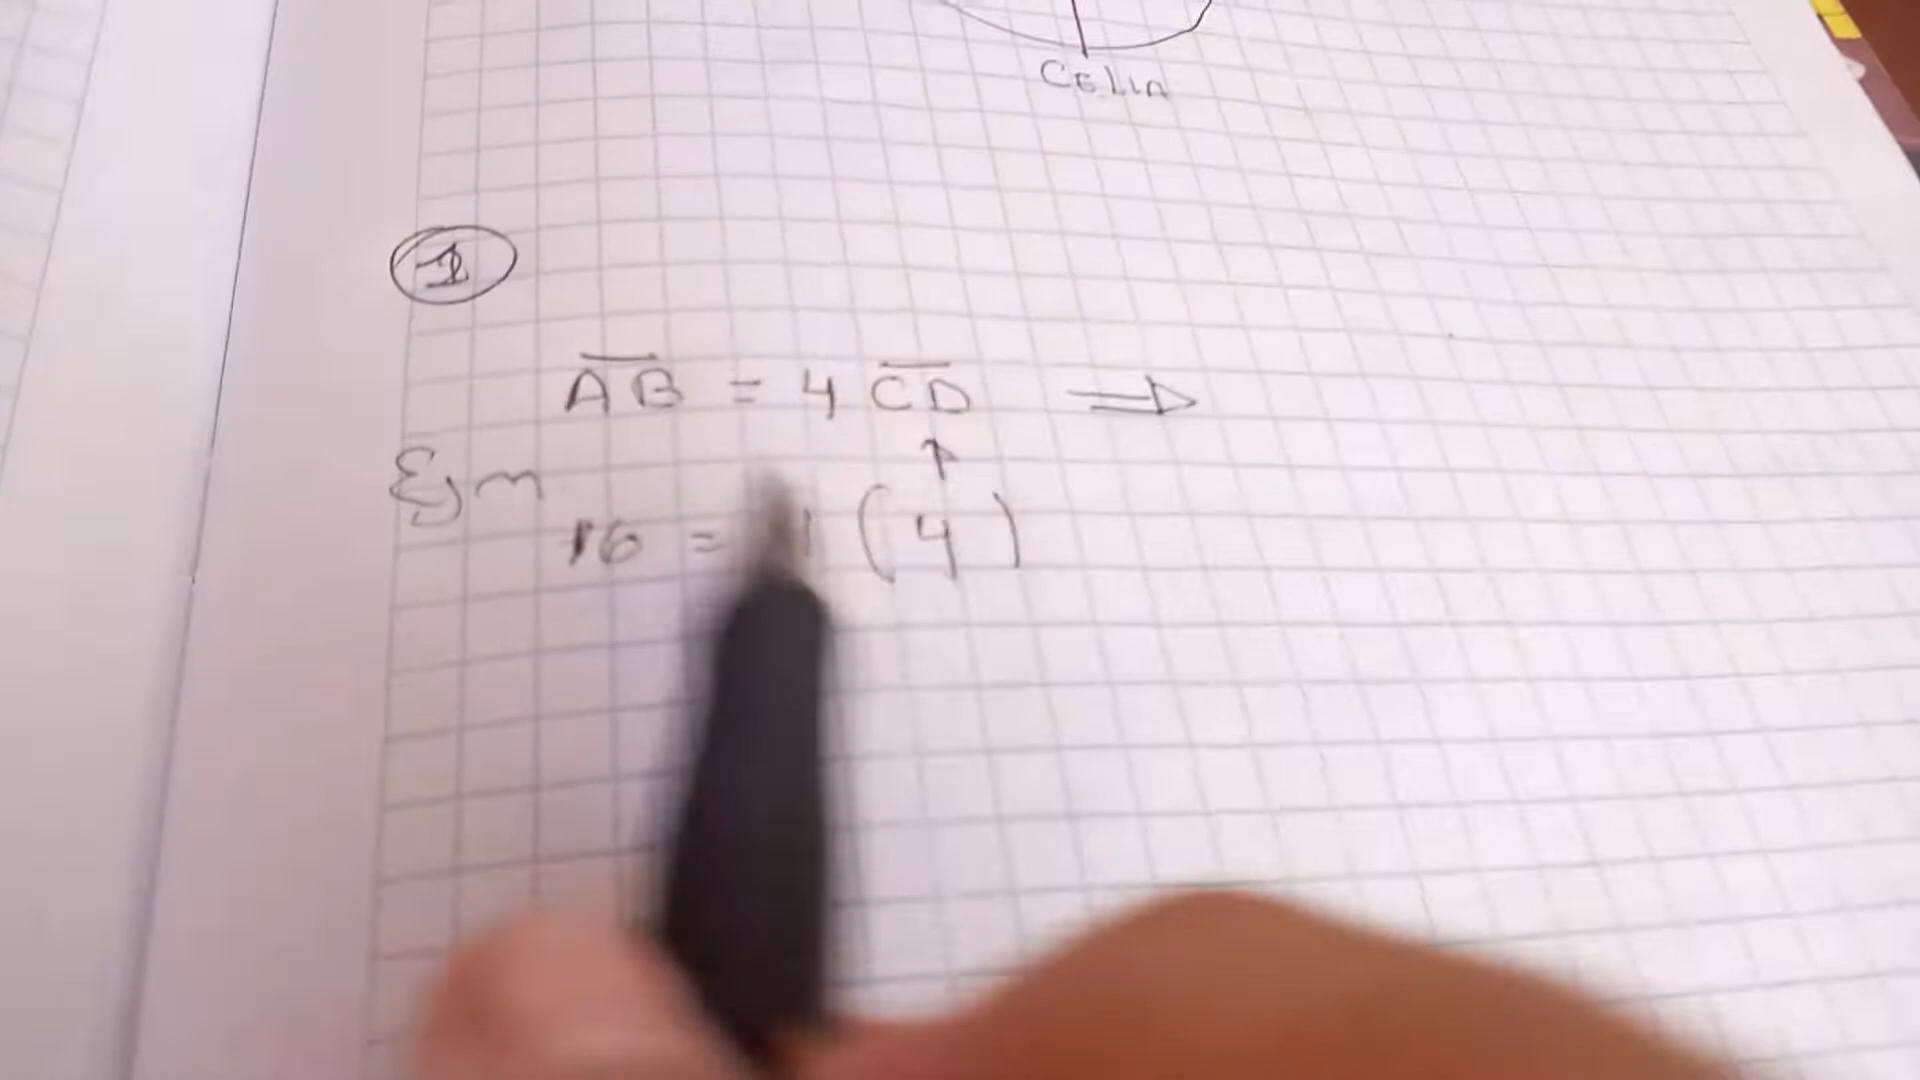 CELIA
1
AB = 4 CD ⇒
↑
Ejm
16 = ( 4 )